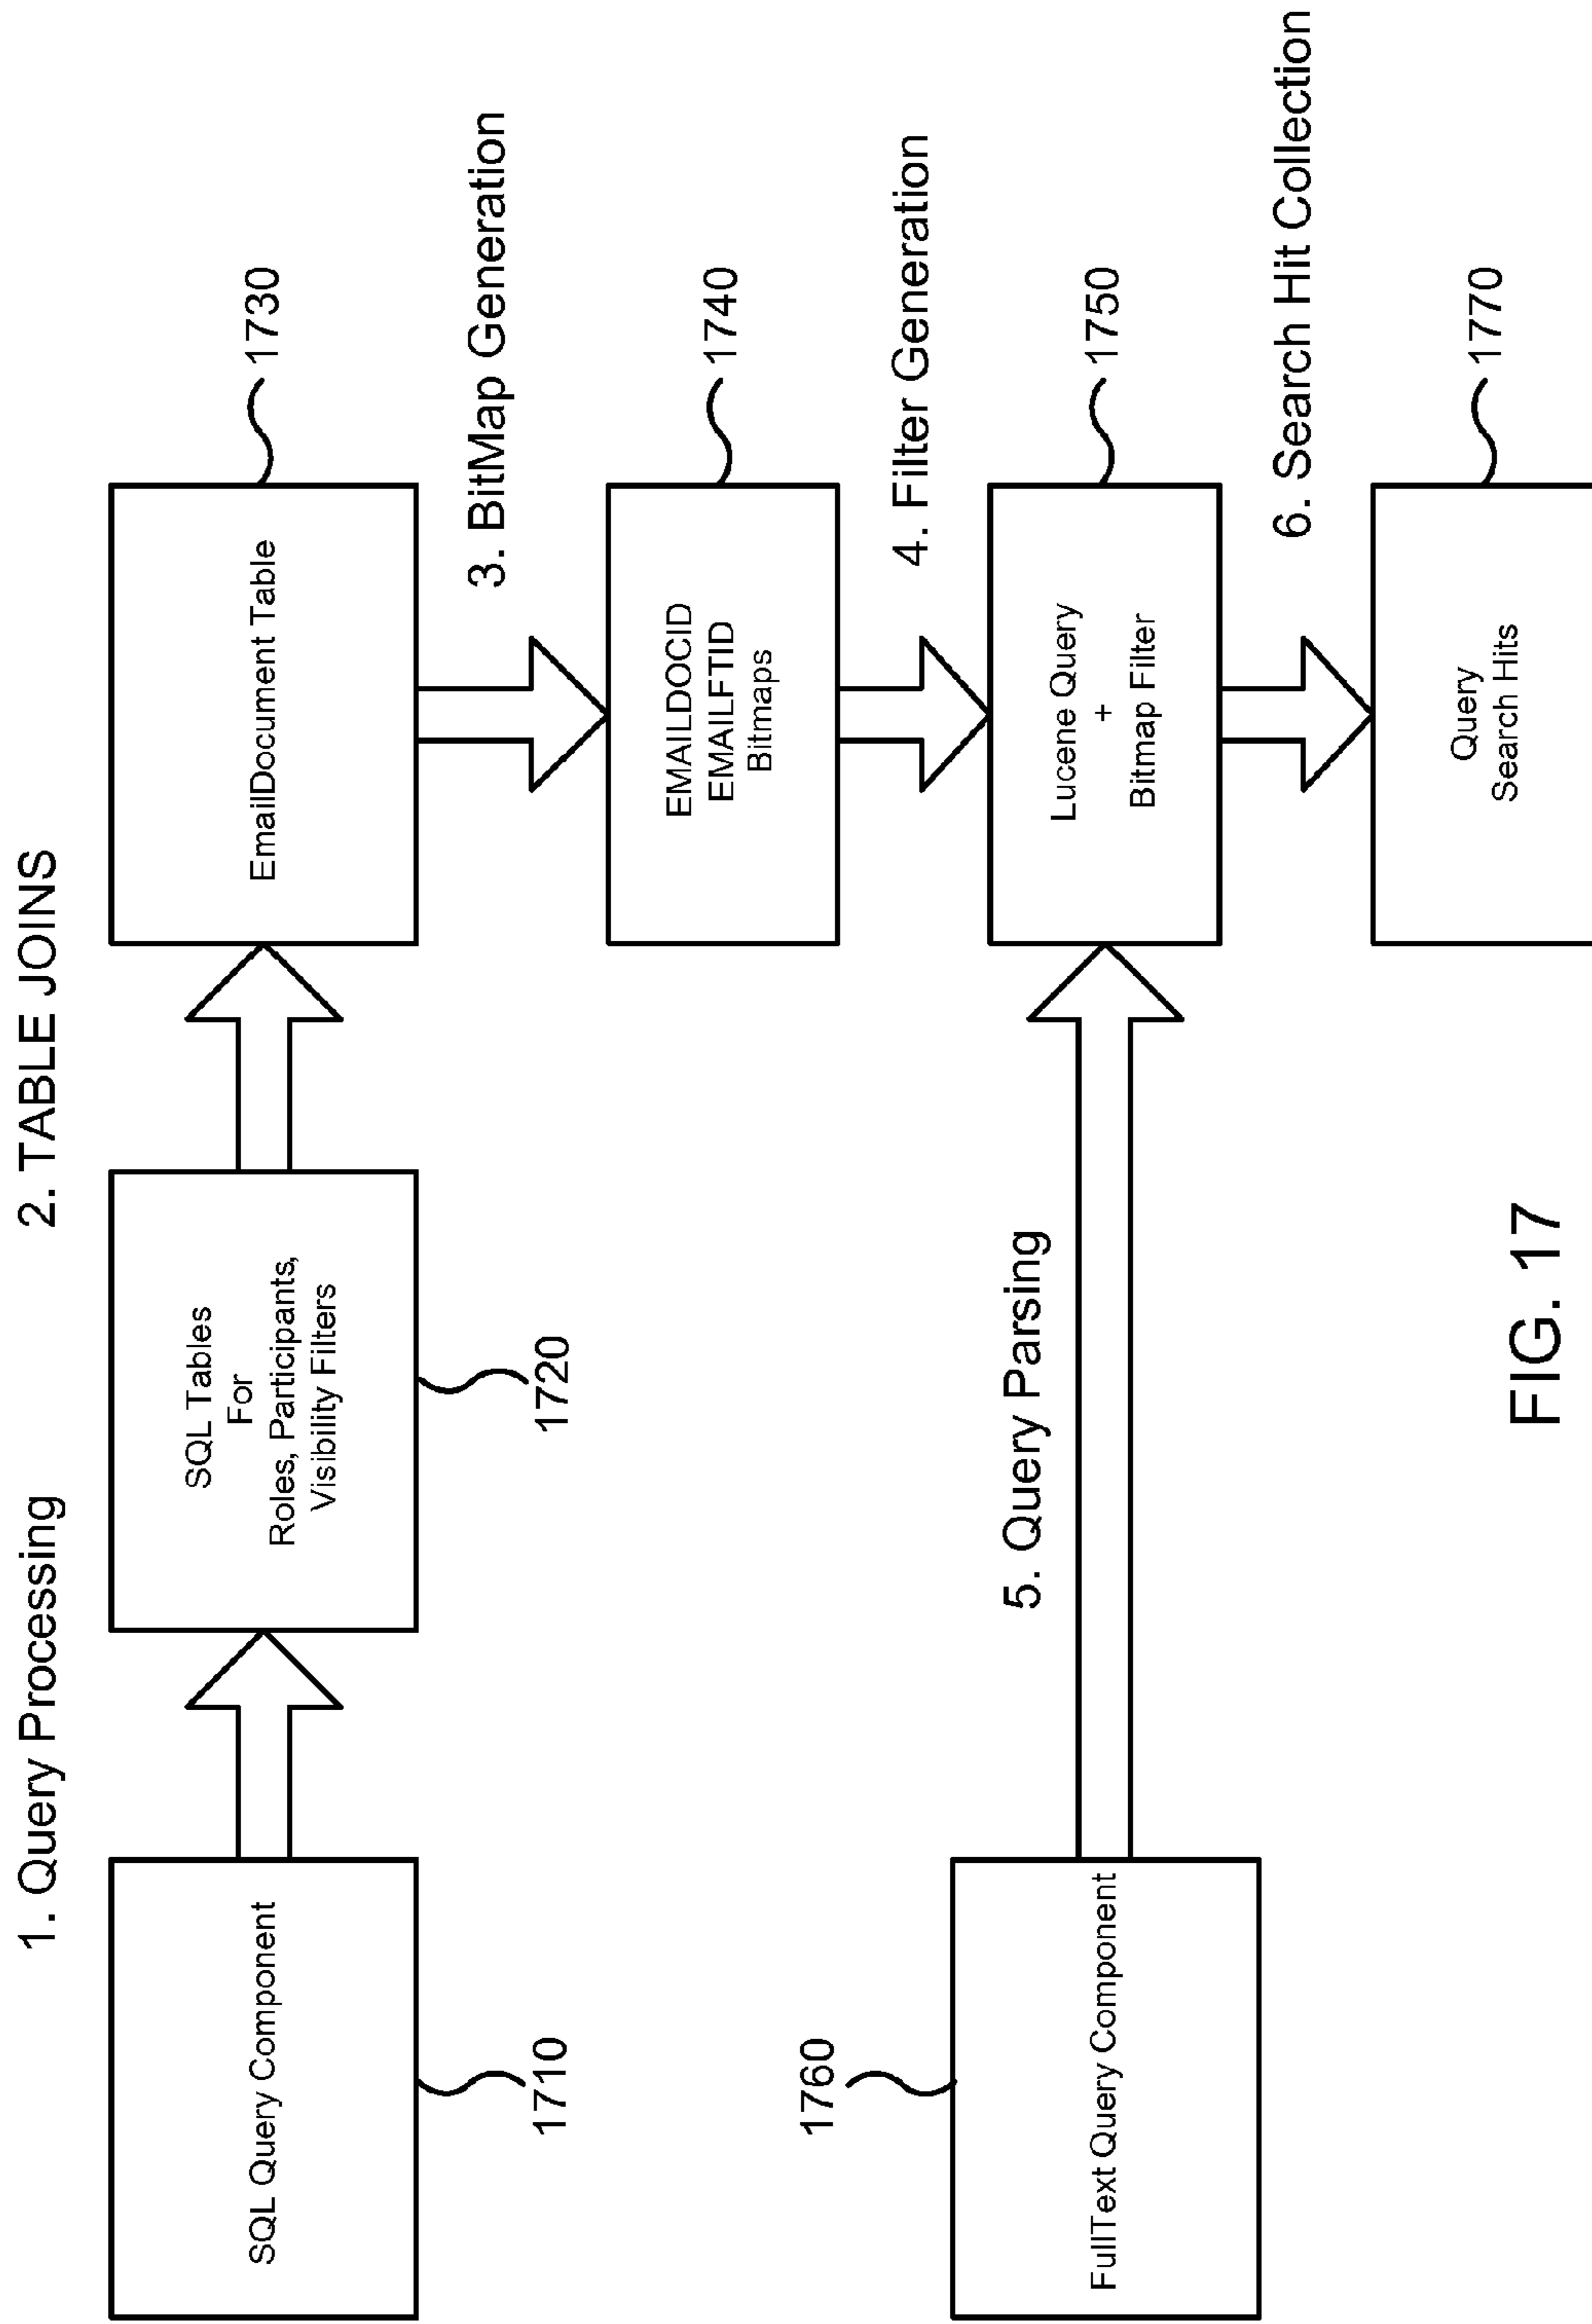 1. Query Processing
2. TABLE JOINS
SQL Query Component
1710
SQL Tables
For
Roles, Participants,
Visibility Filters
1720
EmailDocument Table
1730
3. BitMap Generation
EMAILDOCID
EMAILFTID
Bitmaps
1740
4. Filter Generation
1760
FullText Query Component
5. Query Parsing
Lucene Query
+
Bitmap Filter
1750
6. Search Hit Collection
Query
Search Hits
1770
FIG. 17